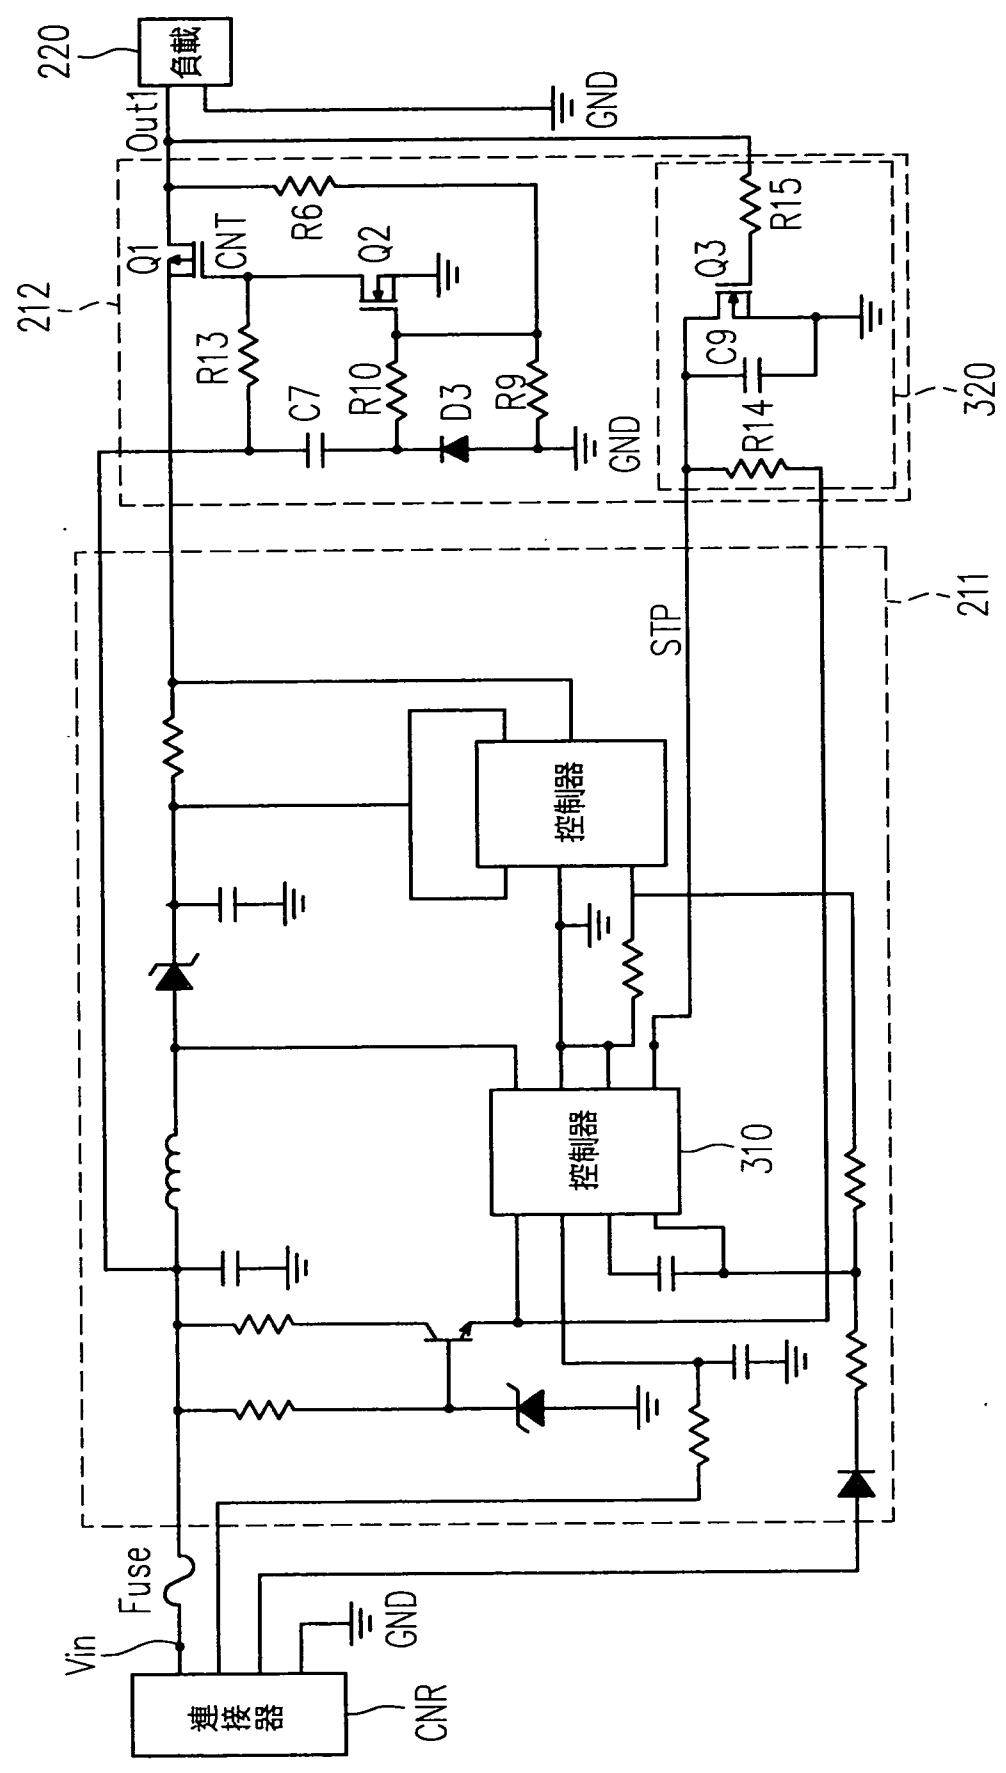 連接器
CNR
Vin
Fuse
GND
211
控制器
310
控制器
STP
212
Q1
CNT
R13
C7
R10
D3
R9
GND
Q2
R6
R14
C9
Q3
R15
320
Out1
負載
220
GND